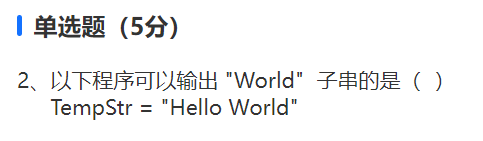 单选题（5分）
2、以下程序可以输出 "World"  子串的是（  ）
TempStr = "Hello World"